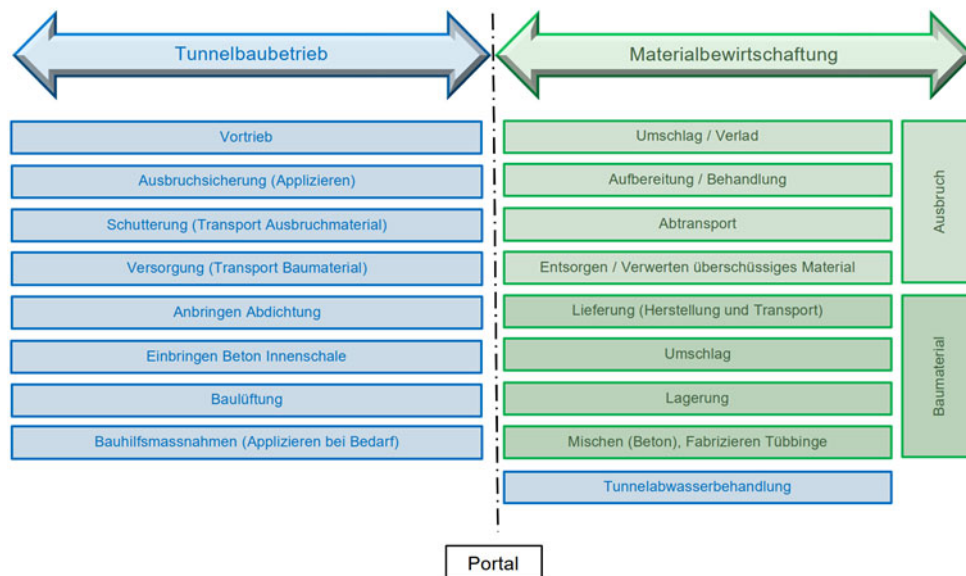 Tunnelbaubetrieb
Materialbewirtschaftung
Vortrieb
Ausbruchsicherung (Applizieren)
Schutterung (Transport Ausbruchmaterial)
Versorgung (Transport Baumaterial)
Anbringen Abdichtung
Einbringen Beton Innenschale
Baulüftung
Bauhilfsmassnahmen (Applizieren bei Bedarf)
Umschlag / Verlad
Aufbereitung / Behandlung
Abtransport
Entsorgen / Verwerten überschüssiges Material
Lieferung (Herstellung und Transport)
Umschlag
Lagerung
Mischen (Beton), Fabrizieren Tübbinge
Tunnelabwasserbehandlung
Ausbruch
Baumaterial
Portal